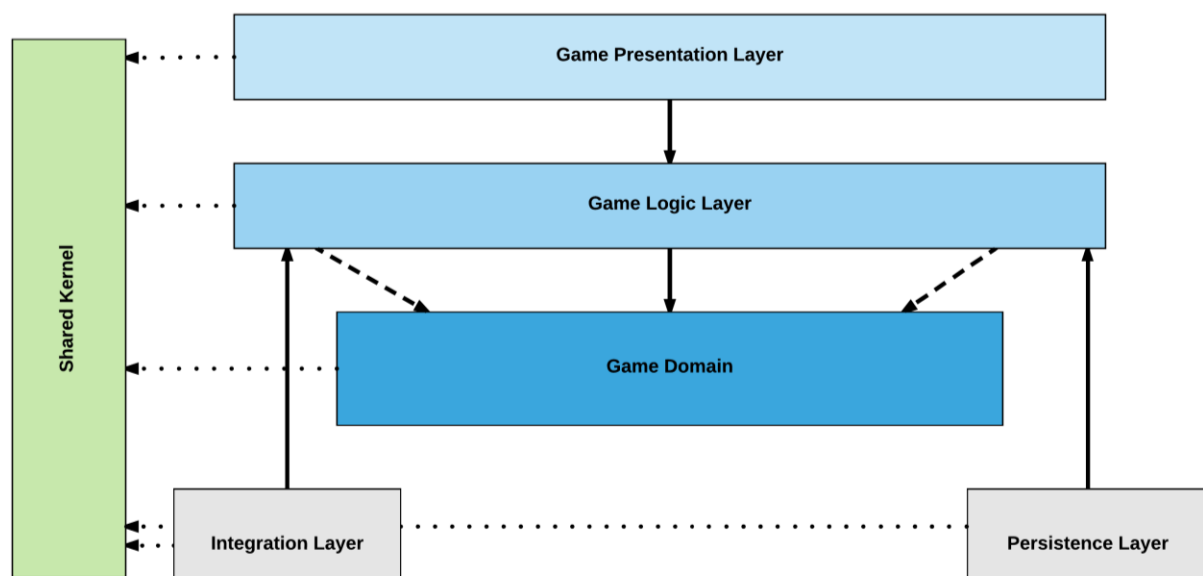 Game Presentation Layer
Game Logic Layer
Shared Kernel
Game Domain
Integration Layer
Persistence Layer